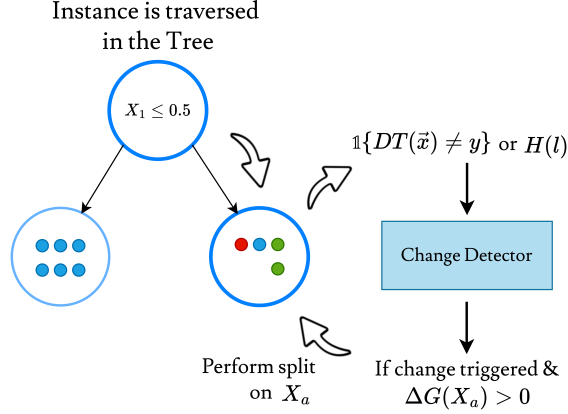 Instance is traversed
in the Tree
X₁ ≤ 0.5
𝟙{DT(x⃗) ≠ y} or H(l)
Change Detector
If change triggered &
ΔG(Xₐ) > 0
Perform split
on Xₐ